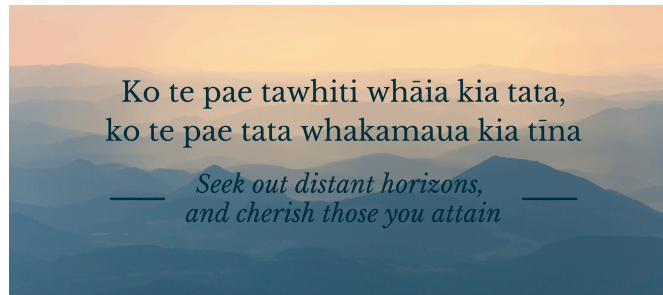 Ko te pae tawhiti whāia kia tata,
ko te pae tata whakamaua kia tīna
Seek out distant horizons,
and cherish those you attain